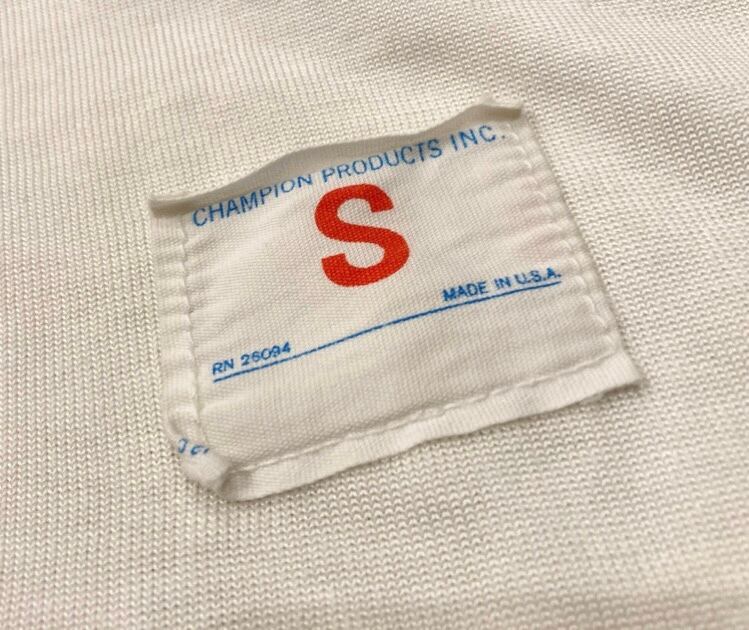 CHAMPION PRODUCTS INC.
S
MADE IN U.S.A.
RN 26094